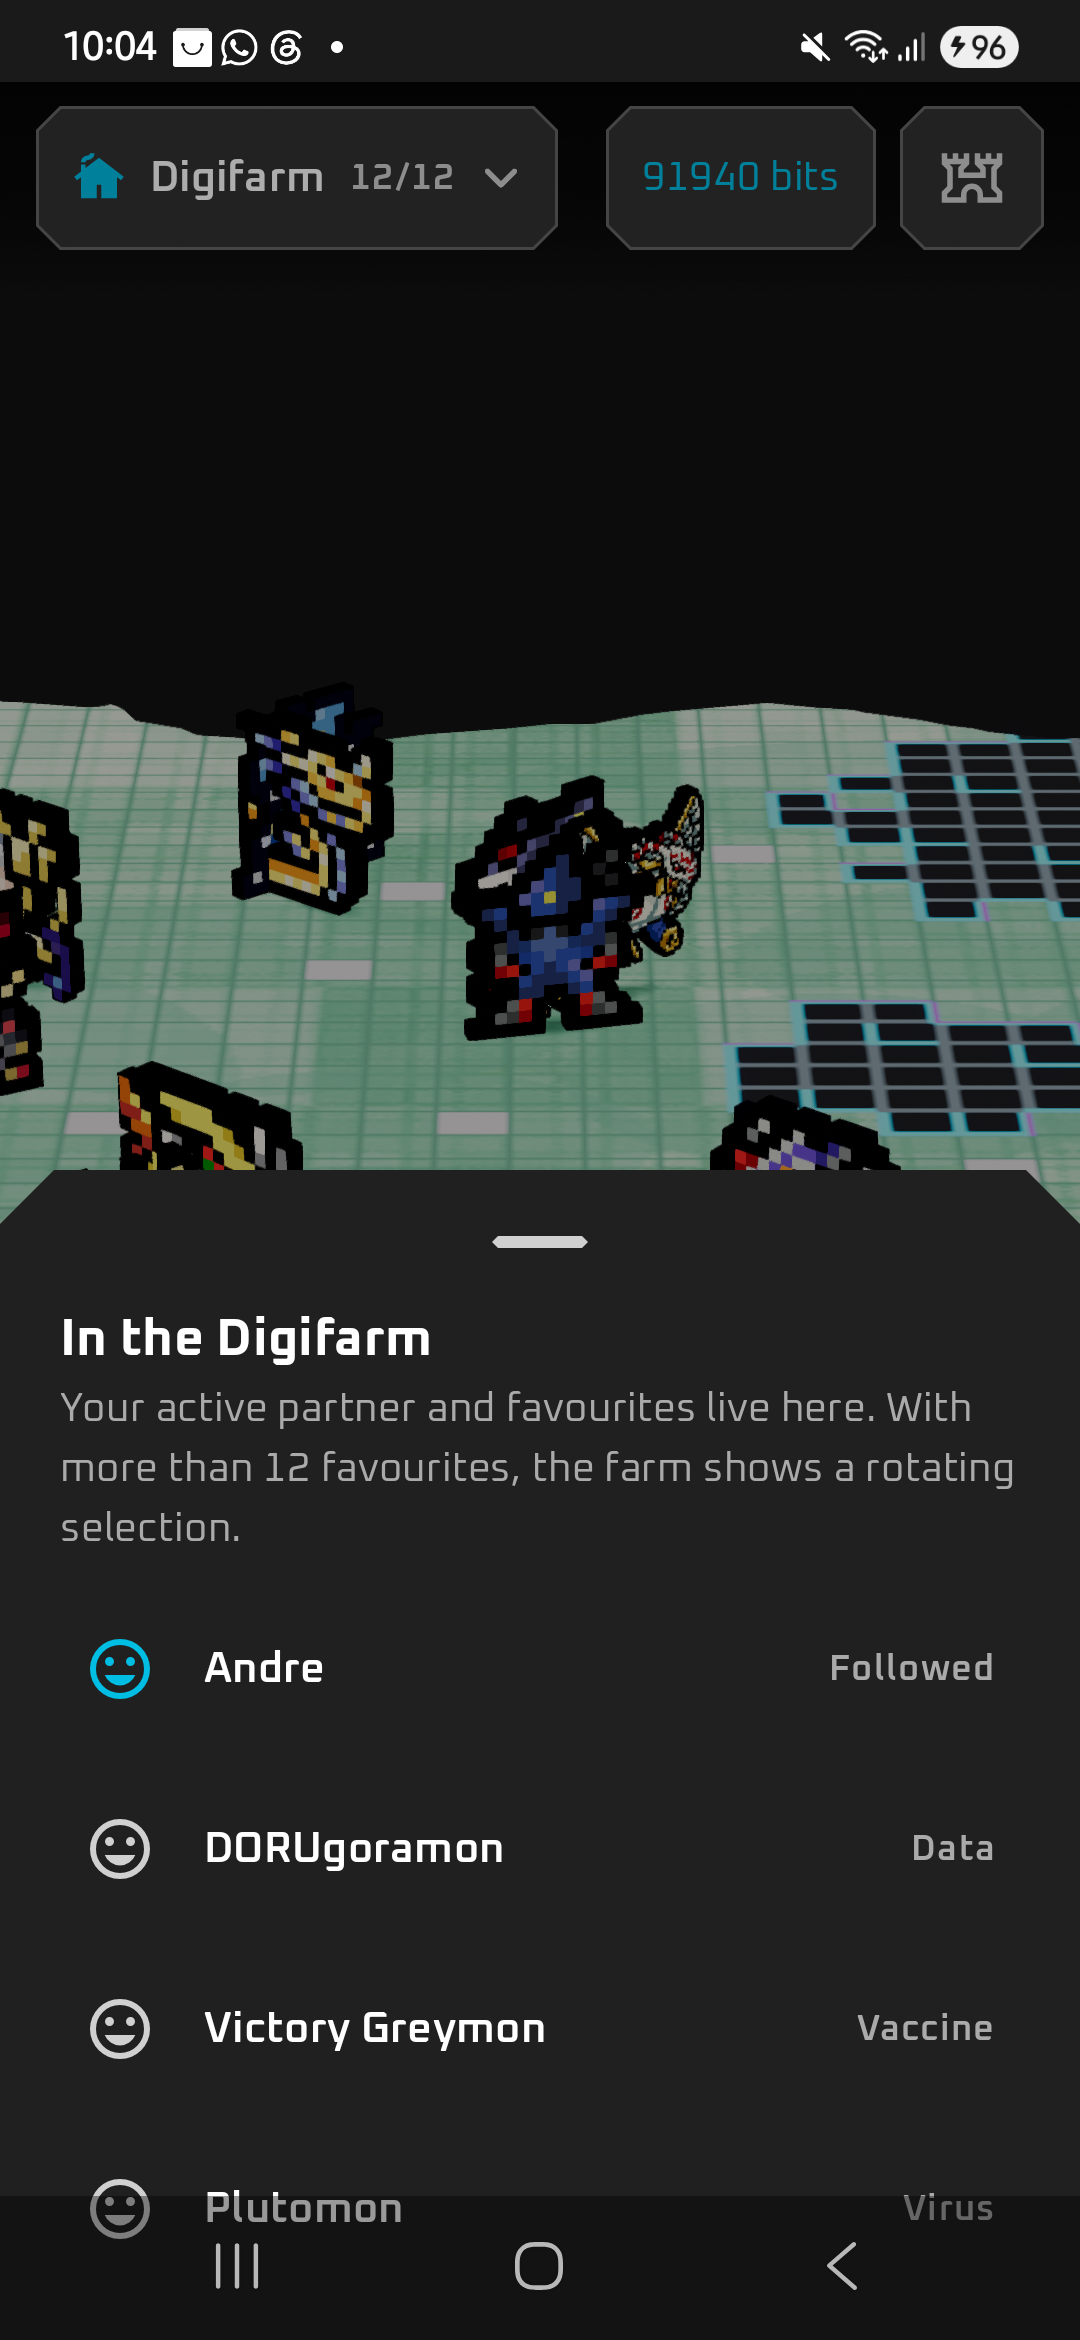 10:04
96
Digifarm 12/12
91940 bits
In the Digifarm
Your active partner and favourites live here. With
more than 12 favourites, the farm shows a rotating
selection.
Andre Followed
DORUgoramon Data
Victory Greymon Vaccine
Plutomon Virus